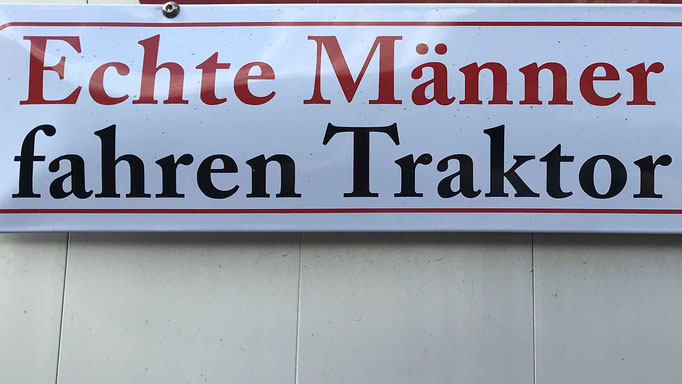 Echte Männer
fahren Traktor